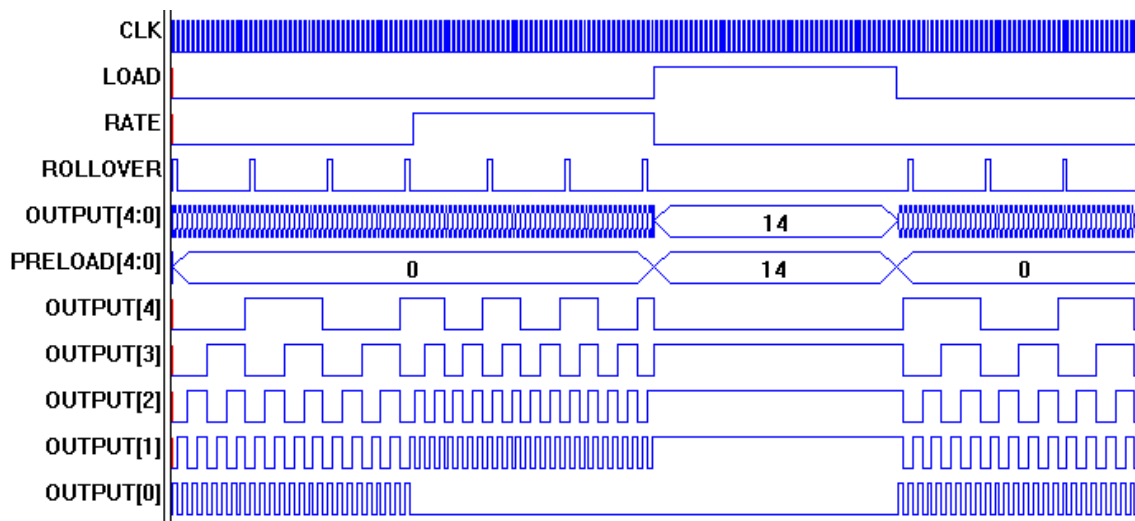 CLK
LOAD
RATE
ROLLOVER
OUTPUT[4:0] 14
PRELOAD[4:0] 0 14 0
OUTPUT[4]
OUTPUT[3]
OUTPUT[2]
OUTPUT[1]
OUTPUT[0]